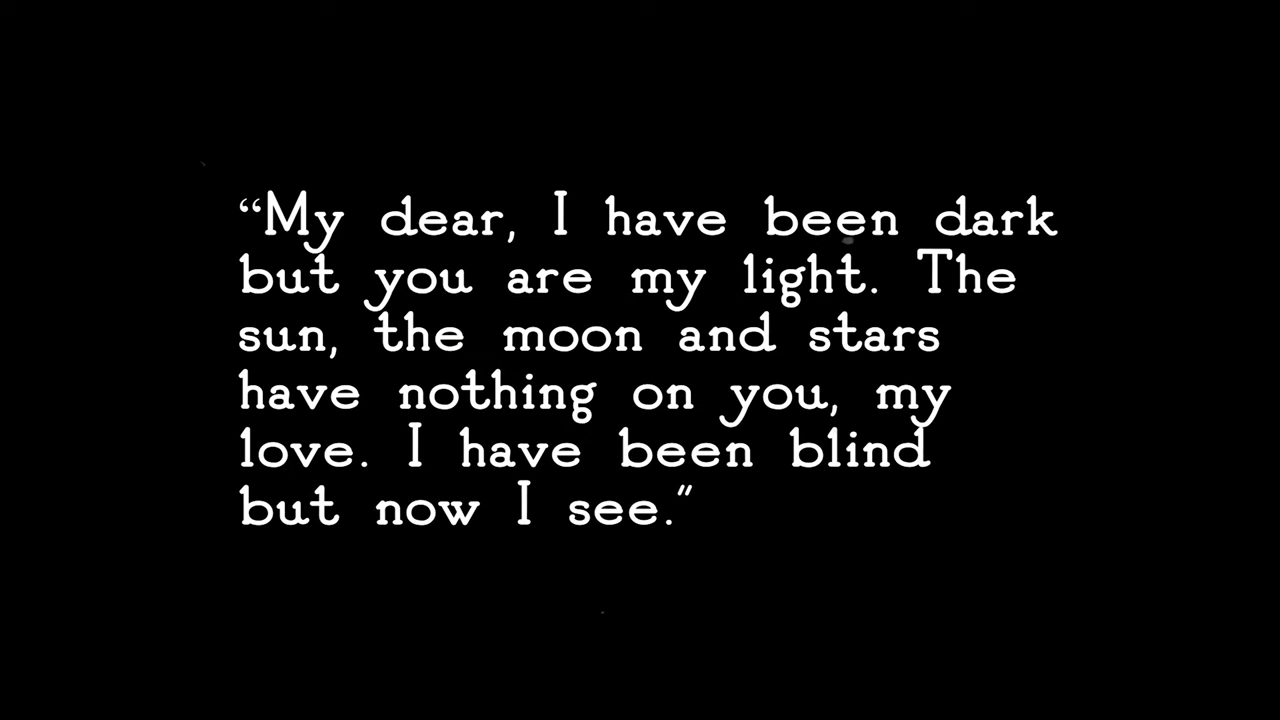 “My dear, I have been dark
but you are my light. The
sun, the moon and stars
have nothing on you, my
love. I have been blind
but now I see.”